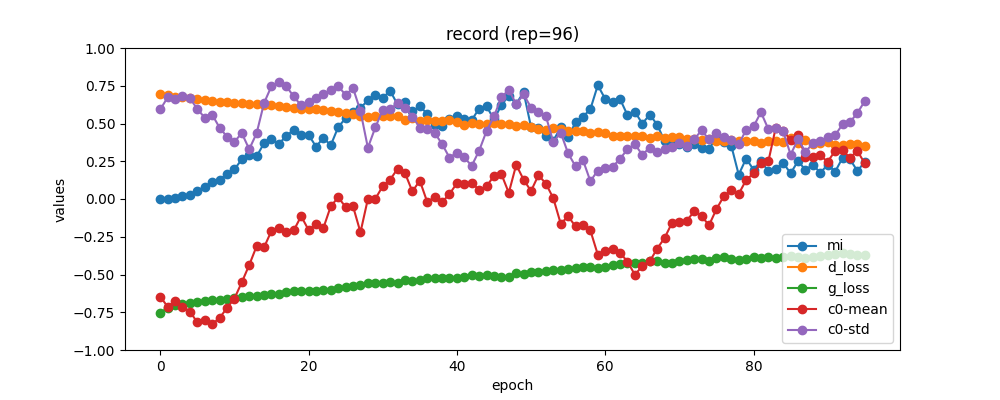 record (rep=96)
1.00
0.75
0.50
0.25
0.00
−0.25
−0.50
−0.75
−1.00
values
0
20
40
60
80
epoch
mi
d_loss
g_loss
c0-mean
c0-std